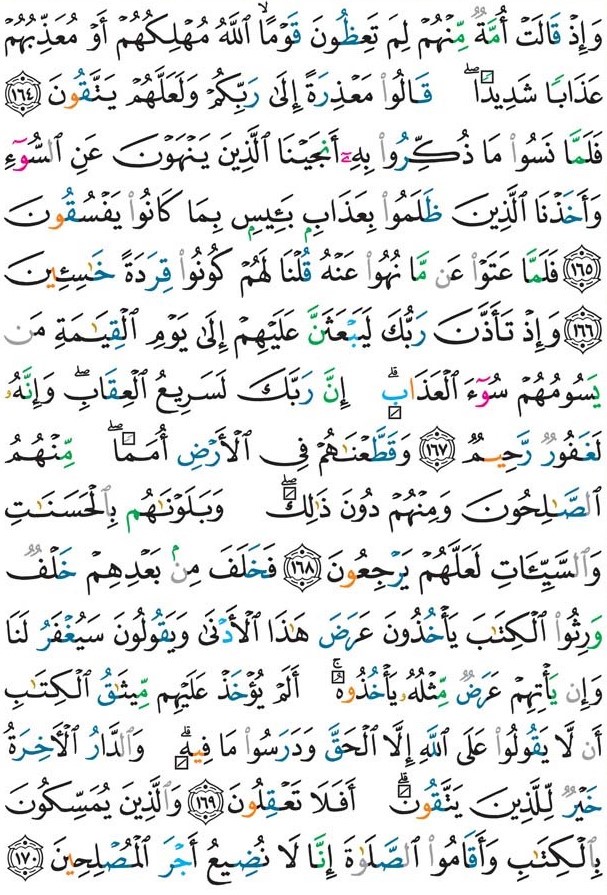 وَإِذْ قَالَتْ أُمَّةٌ مِّنْهُمْ لِمَ تَعِظُونَ قَوْمًا ۙ ٱللَّهُ مُهْلِكُهُمْ أَوْ مُعَذِّبُهُمْ
عَذَابًا شَدِيدًا ۖ قَالُوا۟ مَعْذِرَةً إِلَىٰ رَبِّكُمْ وَلَعَلَّهُمْ يَتَّقُونَ ١٦٤
فَلَمَّا نَسُوا۟ مَا ذُكِّرُوا۟ بِهِۦٓ أَنجَيْنَا ٱلَّذِينَ يَنْهَوْنَ عَنِ ٱلسُّوٓءِ
وَأَخَذْنَا ٱلَّذِينَ ظَلَمُوا۟ بِعَذَابٍۭ بَـِٔيسٍۭ بِمَا كَانُوا۟ يَفْسُقُونَ
١٦٥ فَلَمَّا عَتَوْا۟ عَن مَّا نُهُوا۟ عَنْهُ قُلْنَا لَهُمْ كُونُوا۟ قِرَدَةً خَـٰسِـِٔينَ
١٦٦ وَإِذْ تَأَذَّنَ رَبُّكَ لَيَبْعَثَنَّ عَلَيْهِمْ إِلَىٰ يَوْمِ ٱلْقِيَـٰمَةِ مَن
يَسُومُهُمْ سُوٓءَ ٱلْعَذَابِ ۗ إِنَّ رَبَّكَ لَسَرِيعُ ٱلْعِقَابِ ۖ وَإِنَّهُۥ
لَغَفُورٌ رَّحِيمٌ ١٦٧ وَقَطَّعْنَـٰهُمْ فِى ٱلْأَرْضِ أُمَمًا ۖ مِّنْهُمُ
ٱلصَّـٰلِحُونَ وَمِنْهُمْ دُونَ ذَٰلِكَ ۖ وَبَلَوْنَـٰهُم بِٱلْحَسَنَـٰتِ
وَٱلسَّيِّـَٔاتِ لَعَلَّهُمْ يَرْجِعُونَ ١٦٨ فَخَلَفَ مِنۢ بَعْدِهِمْ خَلْفٌ
وَرِثُوا۟ ٱلْكِتَـٰبَ يَأْخُذُونَ عَرَضَ هَـٰذَا ٱلْأَدْنَىٰ وَيَقُولُونَ سَيُغْفَرُ لَنَا
وَإِن يَأْتِهِمْ عَرَضٌ مِّثْلُهُۥ يَأْخُذُوهُ ۚ أَلَمْ يُؤْخَذْ عَلَيْهِم مِّيثَـٰقُ ٱلْكِتَـٰبِ
أَن لَّا يَقُولُوا۟ عَلَى ٱللَّهِ إِلَّا ٱلْحَقَّ وَدَرَسُوا۟ مَا فِيهِ ۗ وَٱلدَّارُ ٱلْـَٔاخِرَةُ
خَيْرٌ لِّلَّذِينَ يَتَّقُونَ ۗ أَفَلَا تَعْقِلُونَ ١٦٩ وَٱلَّذِينَ يُمَسِّكُونَ
بِٱلْكِتَـٰبِ وَأَقَامُوا۟ ٱلصَّلَوٰةَ إِنَّا لَا نُضِيعُ أَجْرَ ٱلْمُصْلِحِينَ ١٧٠